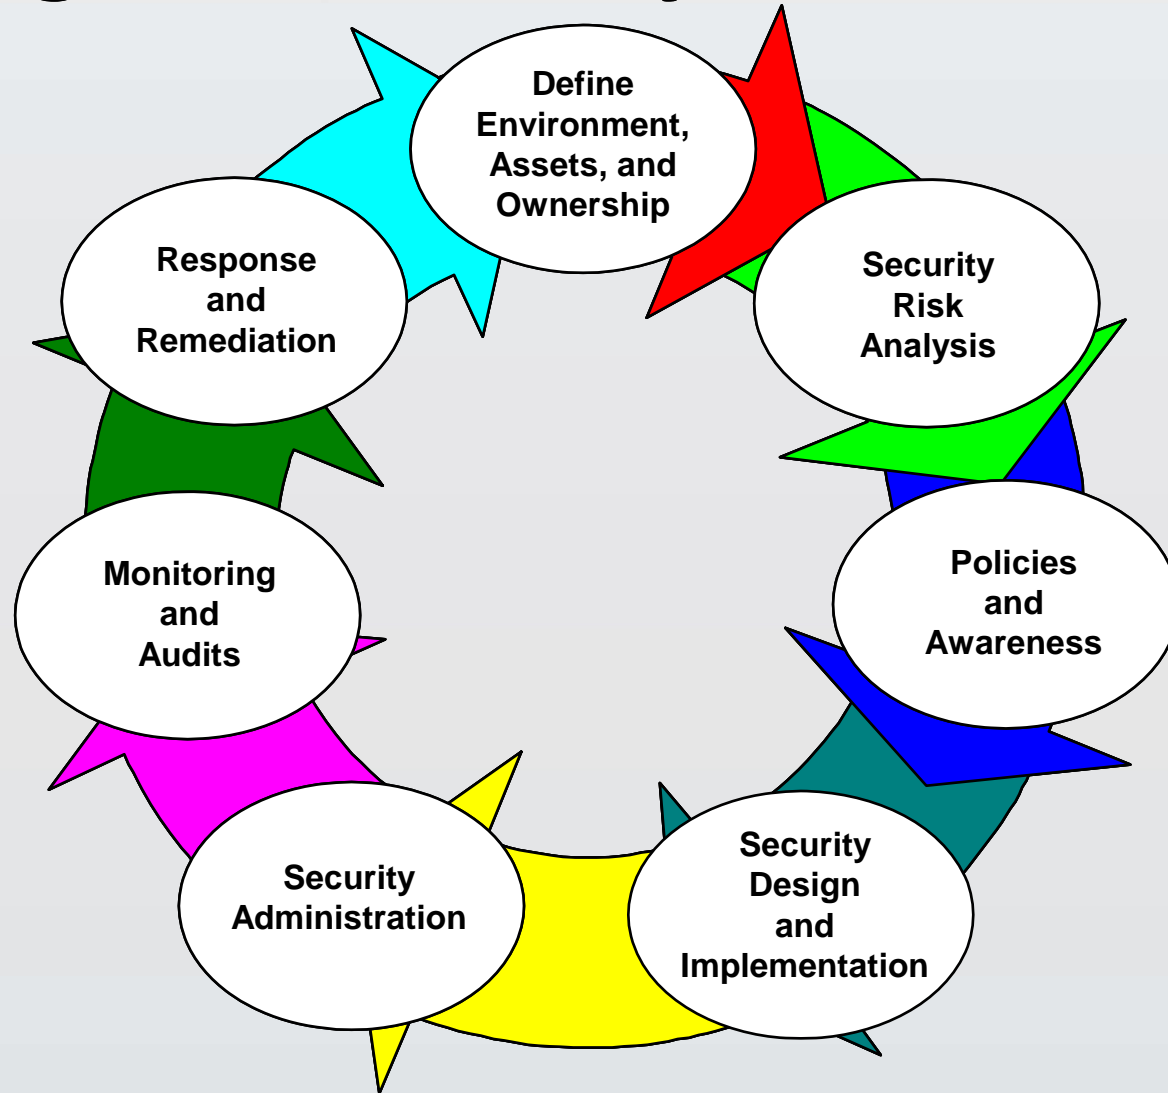 Define
Environment,
Assets, and
Ownership
Security
Risk
Analysis
Policies
and
Awareness
Security
Design
and
Implementation
Security
Administration
Monitoring
and
Audits
Response
and
Remediation